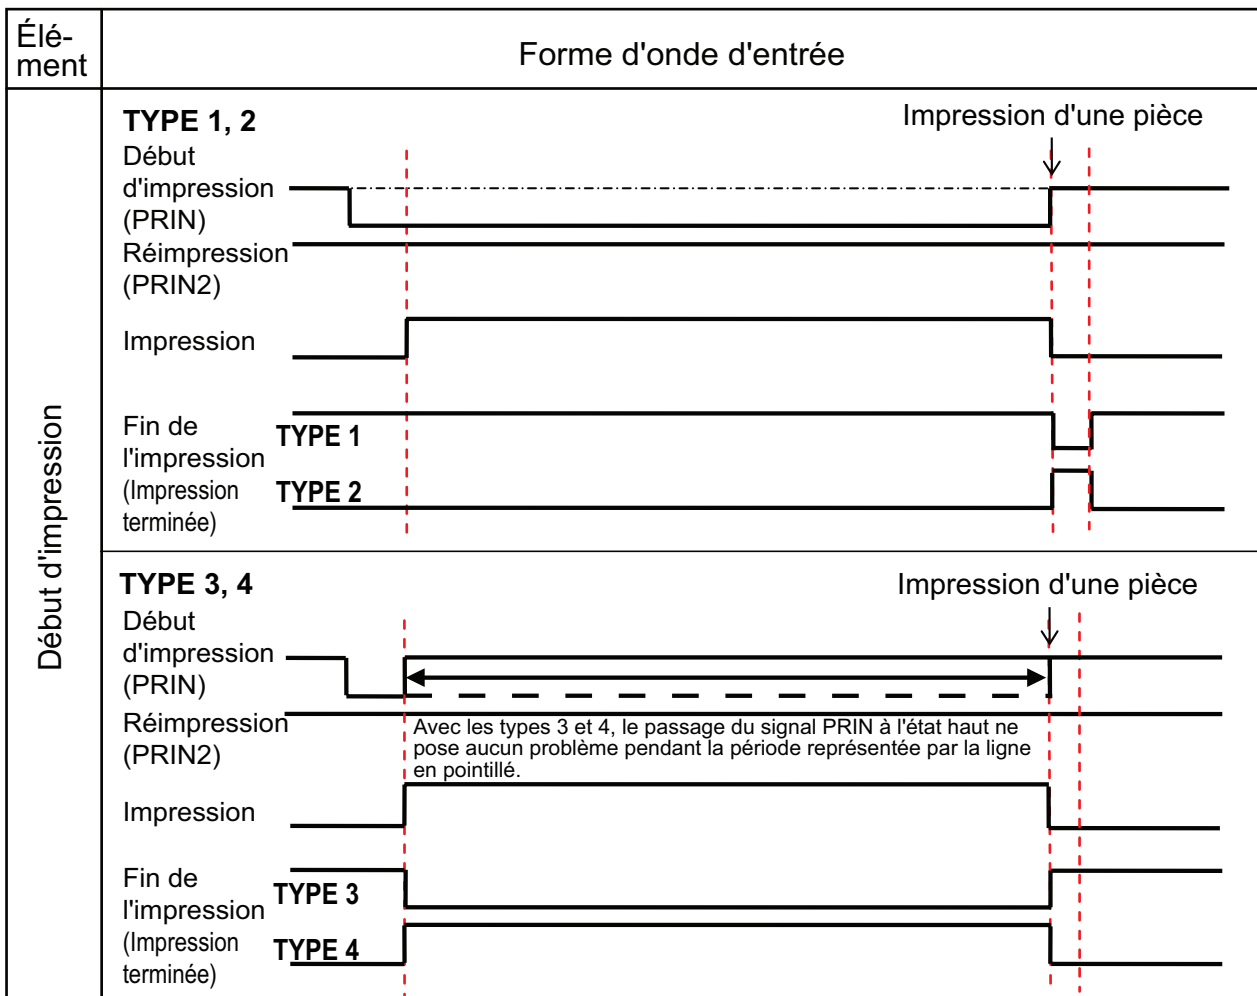 Élé-
ment
Forme d'onde d'entrée
Début d'impression
TYPE 1, 2
Impression d'une pièce
Début
d'impression
(PRIN)
Réimpression
(PRIN2)
Impression
Fin de
l'impression
(Impression
terminée)
TYPE 1
TYPE 2
TYPE 3, 4
Impression d'une pièce
Début
d'impression
(PRIN)
Réimpression
(PRIN2)
Avec les types 3 et 4, le passage du signal PRIN à l'état haut ne
pose aucun problème pendant la période représentée par la ligne
en pointillé.
Impression
Fin de
l'impression
(Impression
terminée)
TYPE 3
TYPE 4